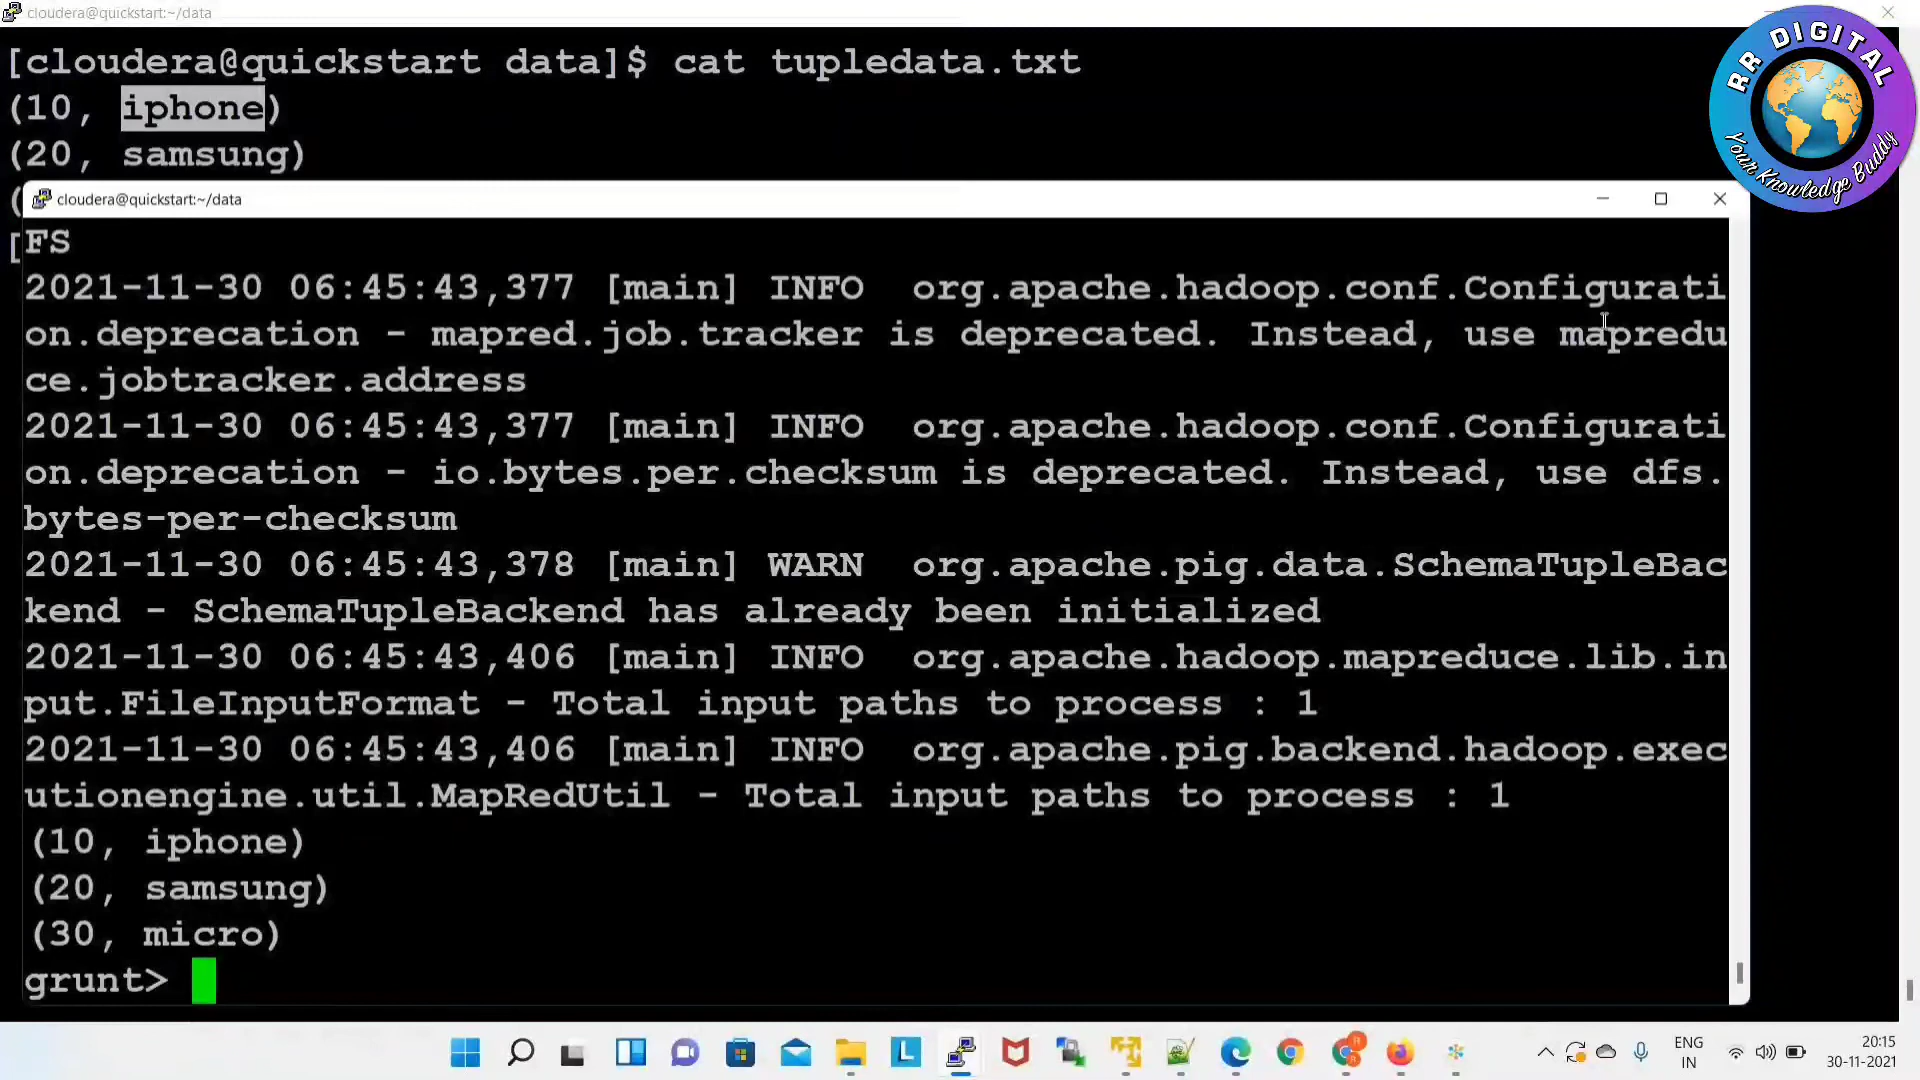 cloudera@quickstart:~/data
[cloudera@quickstart data]$ cat tupledata.txt
(10, iphone)
(20, samsung)
(
[
RR DIGITAL
Your Knowledge Buddy
cloudera@quickstart:~/data
FS
2021-11-30 06:45:43,377 [main] INFO  org.apache.hadoop.conf.Configurati
on.deprecation - mapred.job.tracker is deprecated. Instead, use mapredu
ce.jobtracker.address
2021-11-30 06:45:43,377 [main] INFO  org.apache.hadoop.conf.Configurati
on.deprecation - io.bytes.per.checksum is deprecated. Instead, use dfs.
bytes-per-checksum
2021-11-30 06:45:43,378 [main] WARN  org.apache.pig.data.SchemaTupleBac
kend - SchemaTupleBackend has already been initialized
2021-11-30 06:45:43,406 [main] INFO  org.apache.hadoop.mapreduce.lib.in
put.FileInputFormat - Total input paths to process : 1
2021-11-30 06:45:43,406 [main] INFO  org.apache.pig.backend.hadoop.exec
utionengine.util.MapRedUtil - Total input paths to process : 1
(10, iphone)
(20, samsung)
(30, micro)
grunt>
ENG
IN
20:15
30-11-2021